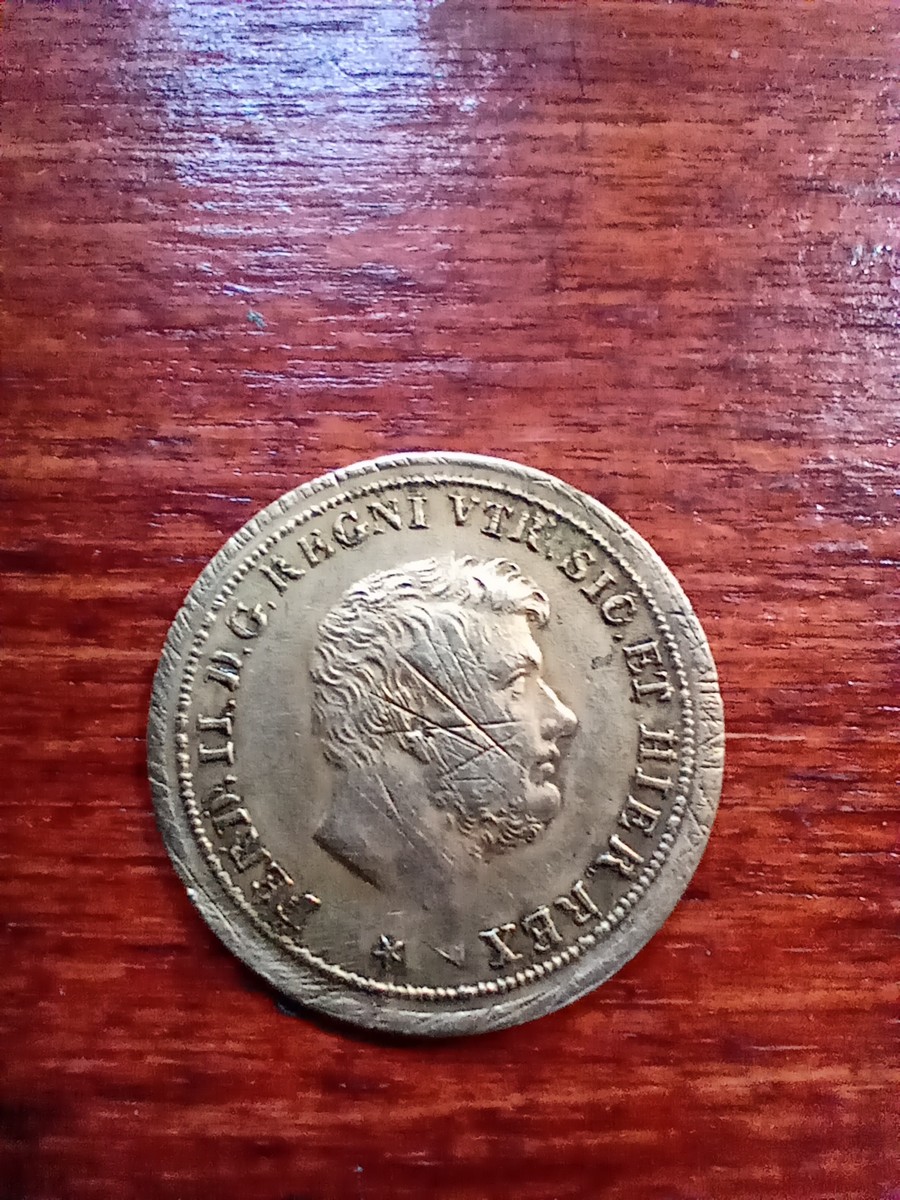 FERD. II. D. G. REGNI VTR. SIC. ET HIER. REX